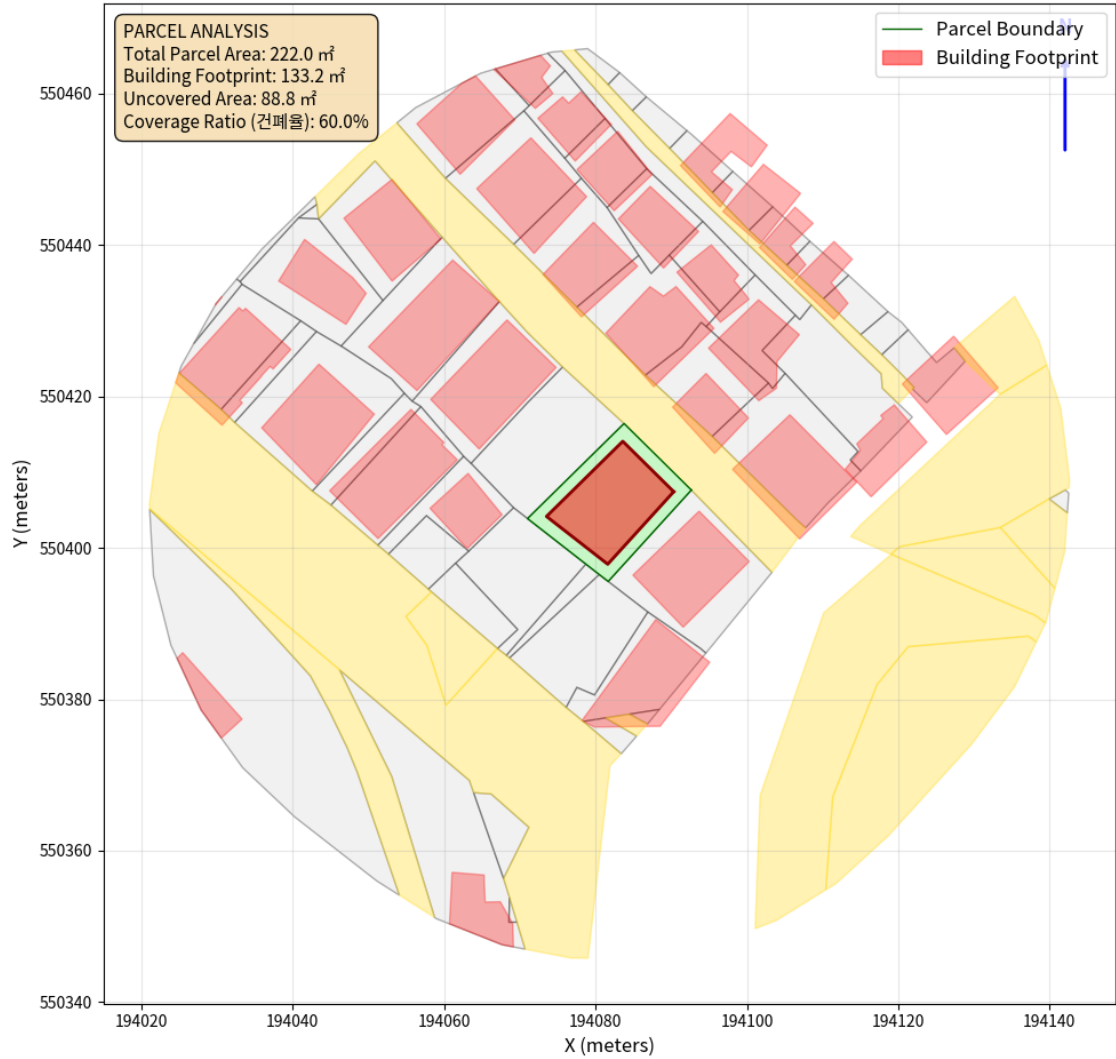 PARCEL ANALYSIS
Total Parcel Area: 222.0 ㎡
Building Footprint: 133.2 ㎡
Uncovered Area: 88.8 ㎡
Coverage Ratio (건폐율): 60.0%
N
Parcel Boundary
Building Footprint
Y (meters)
550460
550440
550420
550400
550380
550360
550340
194020 194040 194060 194080 194100 194120 194140
X (meters)